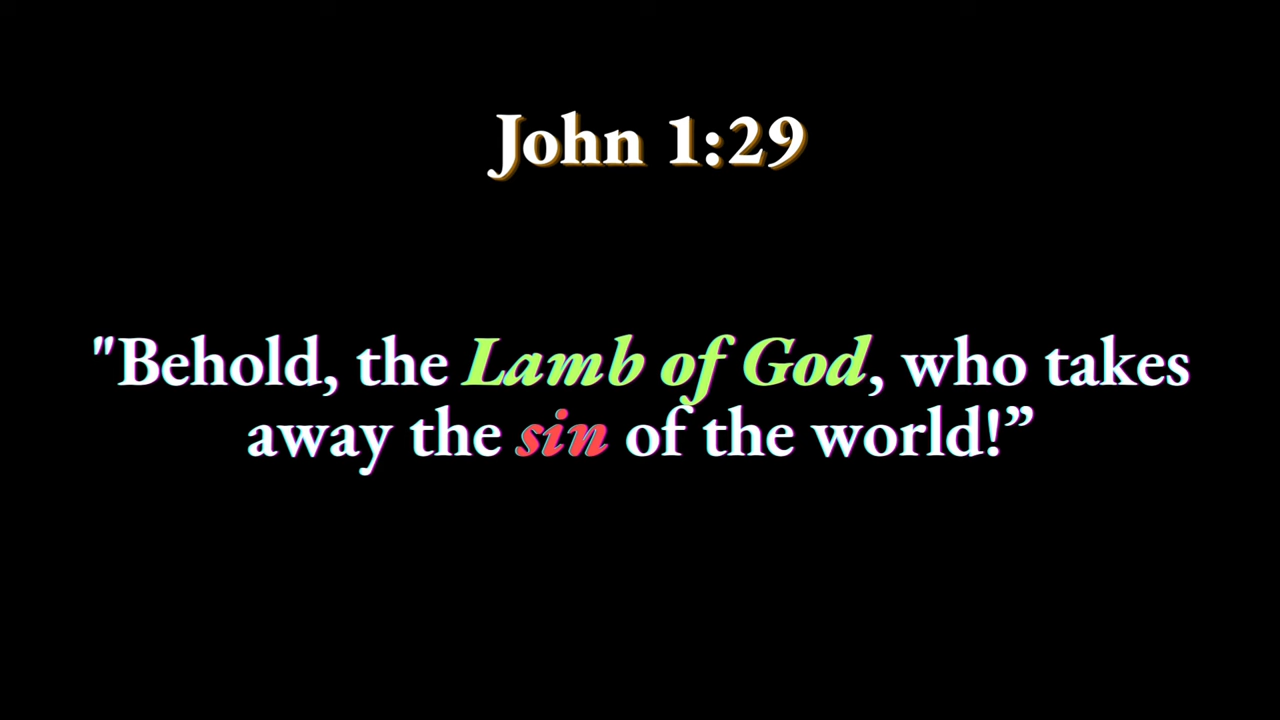 John 1:29
"Behold, the Lamb of God, who takes
away the sin of the world!”